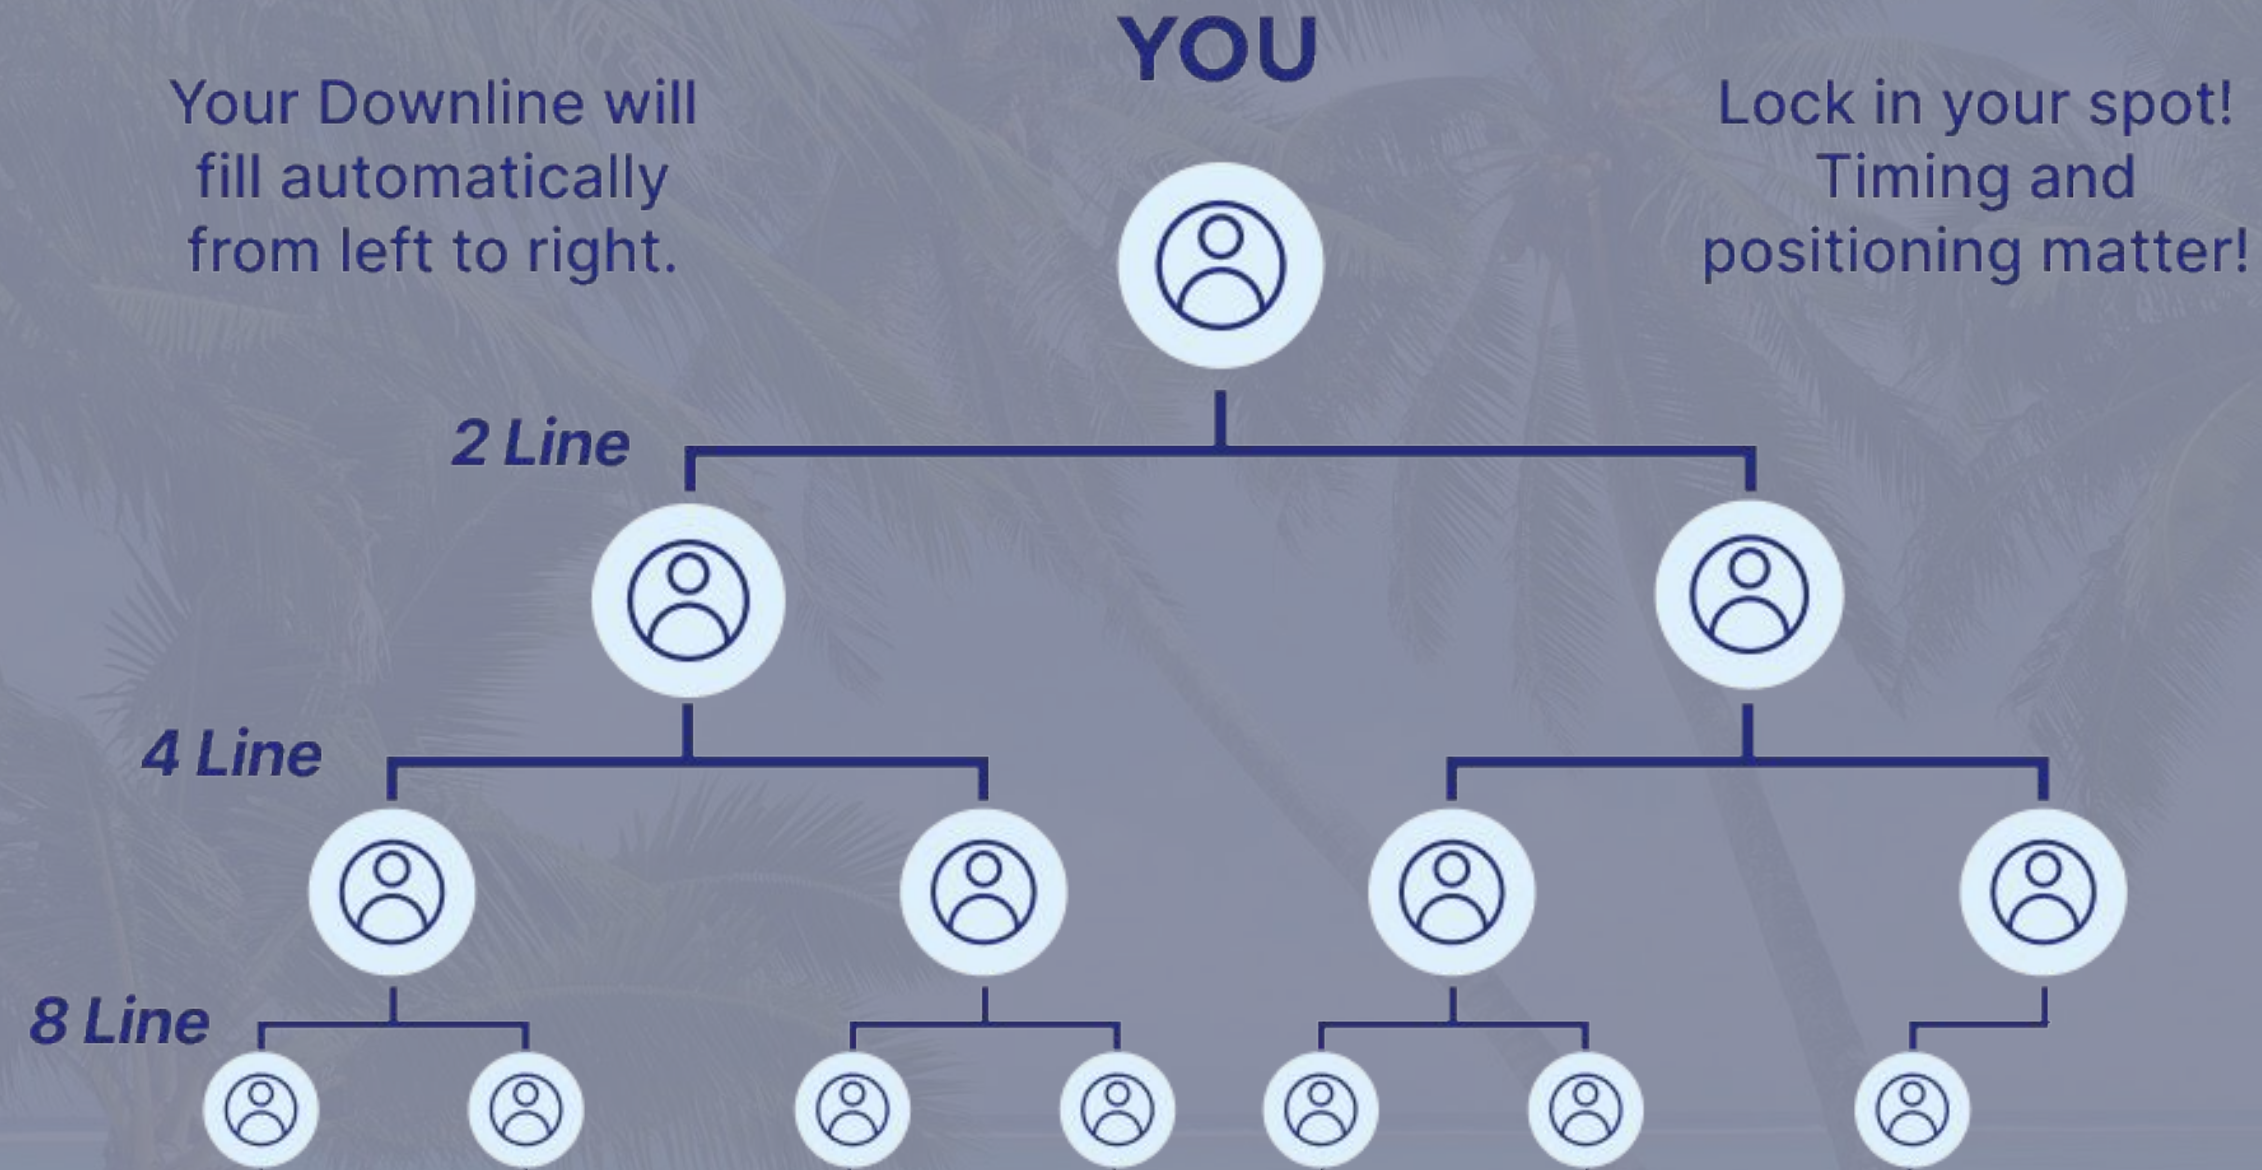 YOU
Your Downline will
fill automatically
from left to right.
Lock in your spot!
Timing and
positioning matter!
2 Line
4 Line
8 Line